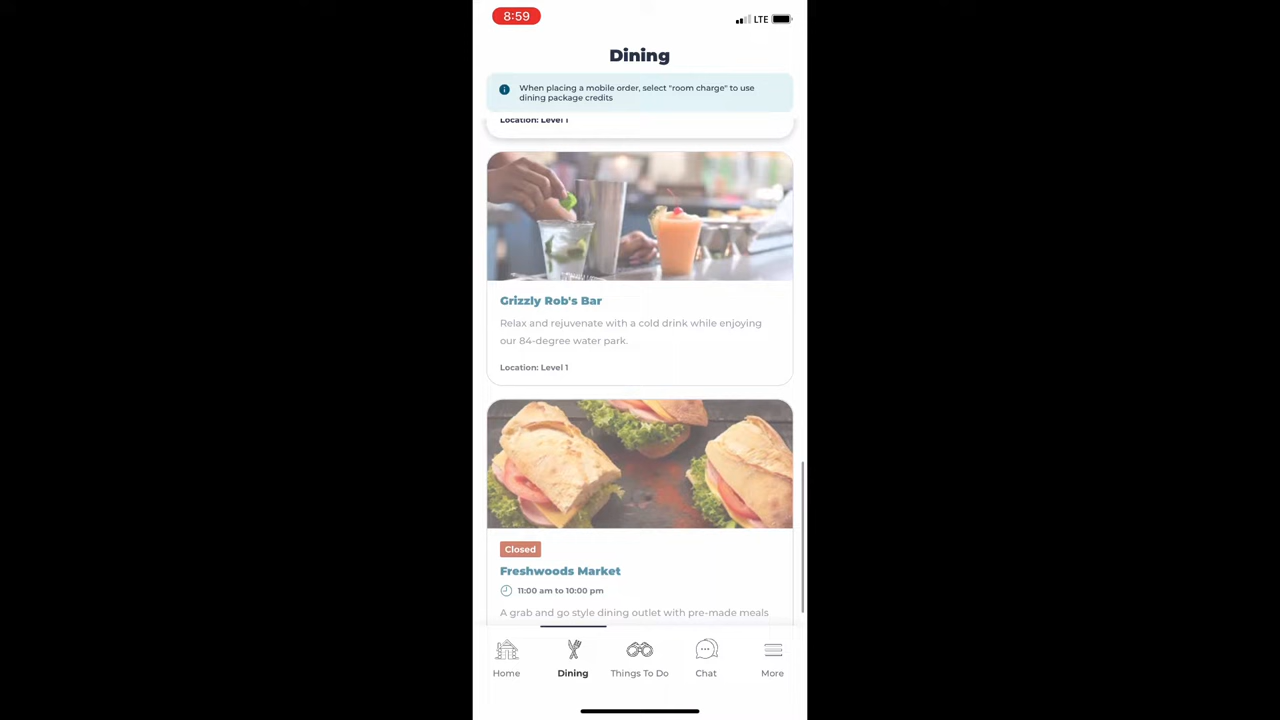 8:59
LTE
Dining
When placing a mobile order, select "room charge" to use
dining package credits
Location: Level 1
Grizzly Rob's Bar
Relax and rejuvenate with a cold drink while enjoying
our 84-degree water park.
Location: Level 1
Closed
Freshwoods Market
11:00 am to 10:00 pm
A grab and go style dining outlet with pre-made meals
Home
Dining
Things To Do
Chat
More